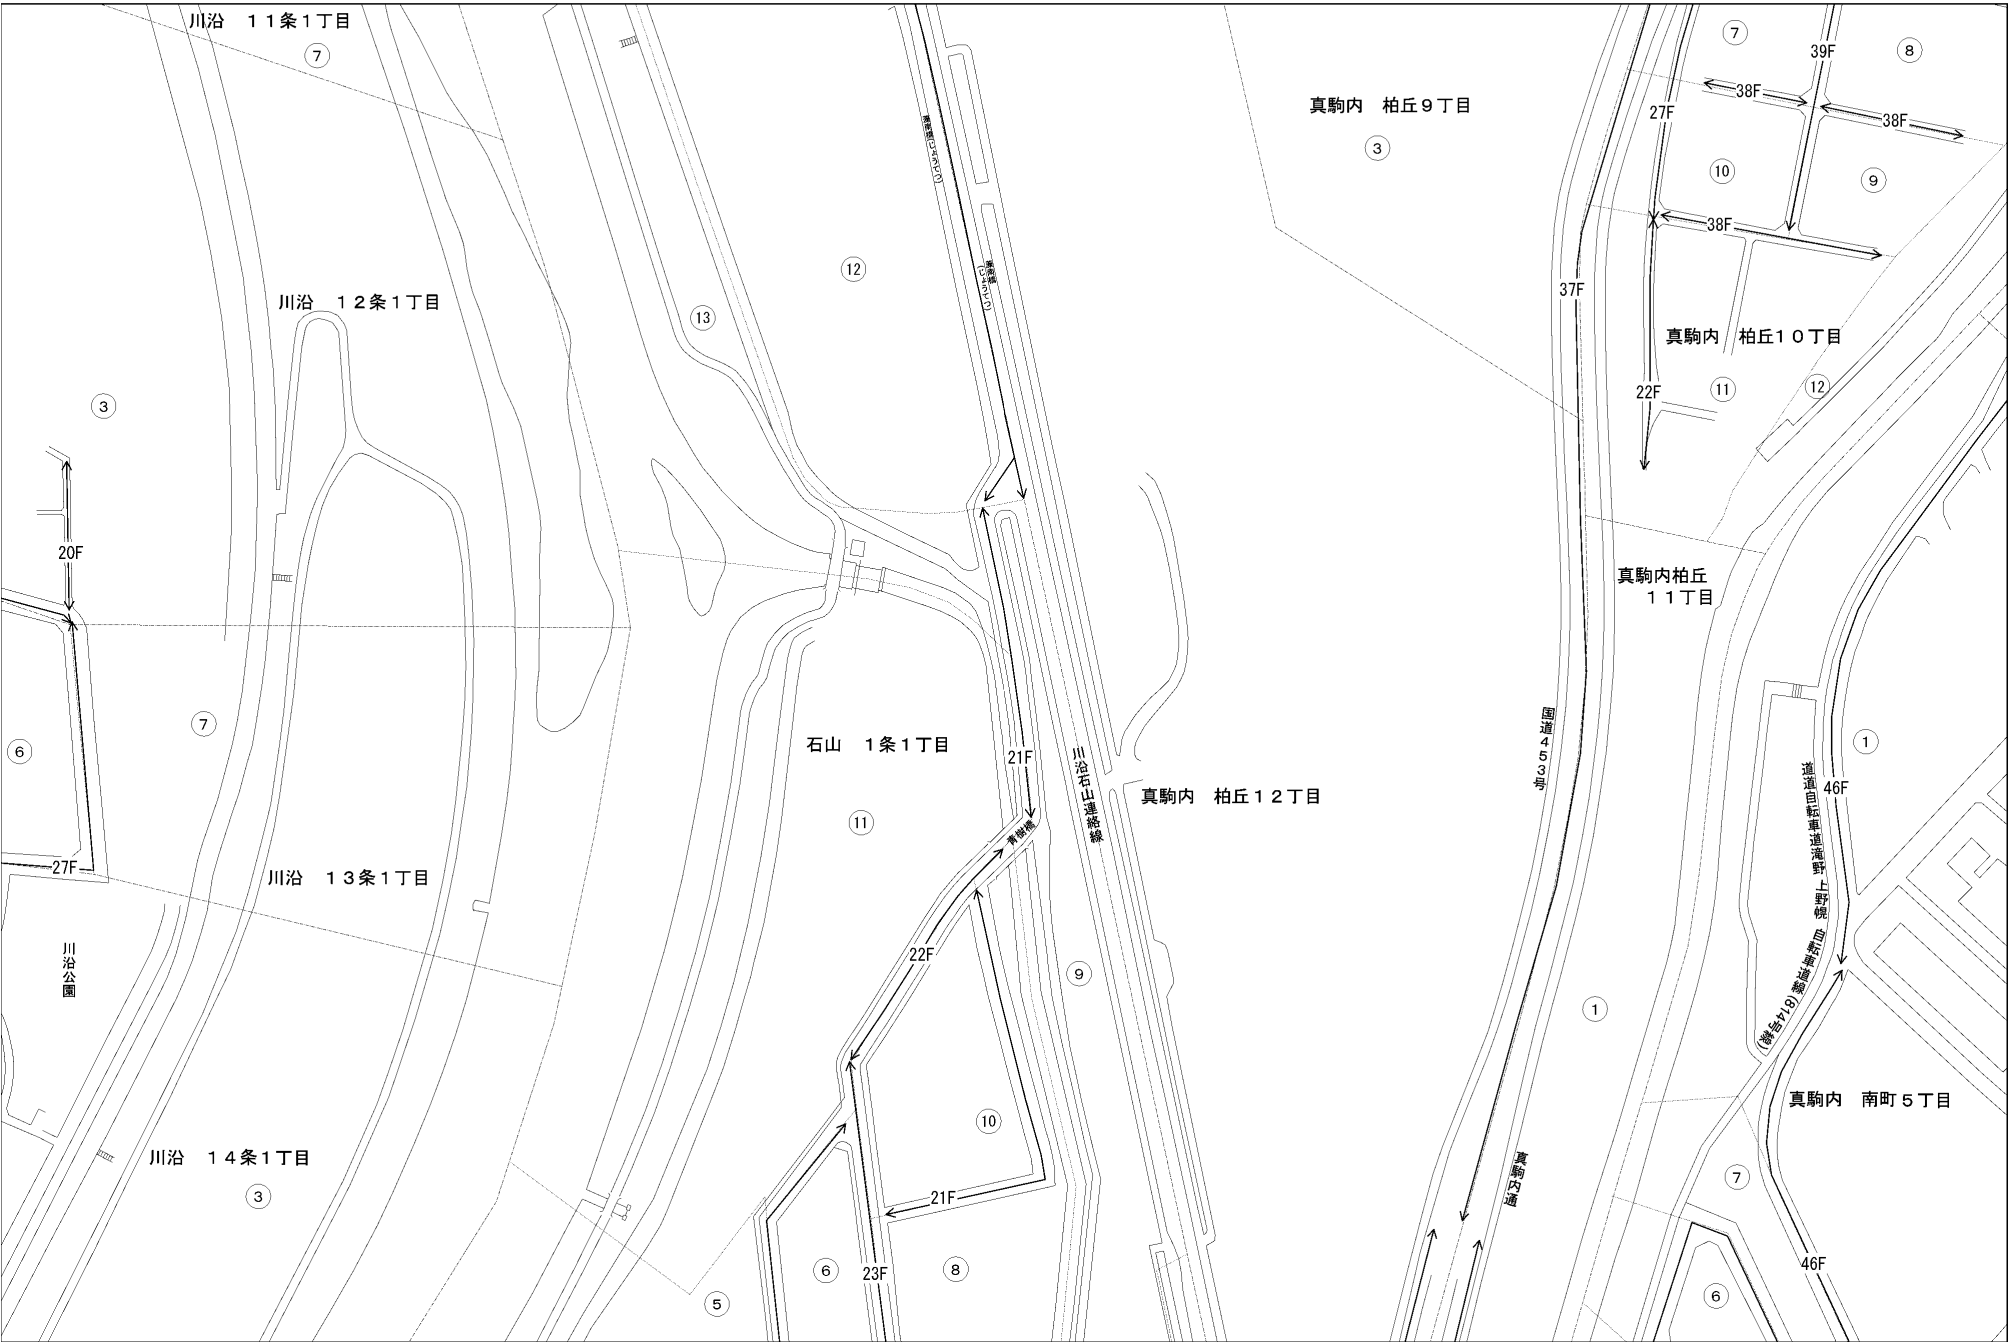 川沿　１１条１丁目
⑦
⑦
39F
⑧
38F
38F
27F
真駒内　柏丘９丁目
③
⑩
⑨
38F
⑫
37F
川沿　１２条１丁目
⑬
真駒内　柏丘１０丁目
22F
⑪
⑫
③
20F
真駒内柏丘
１１丁目
⑦
⑥
石山　１条１丁目
21F
川沿石山連絡線
真駒内　柏丘１２丁目
国道４５３号
①
46F
道道自転車道滝野 上野幌 自転車道線(814号線)
⑪
青樹橋
27F
川沿　１３条１丁目
川沿公園
22F
⑨
①
⑩
真駒内　南町５丁目
川沿　１４条１丁目
③
真駒内通
⑦
21F
⑥
23F
⑧
46F
⑤
⑥